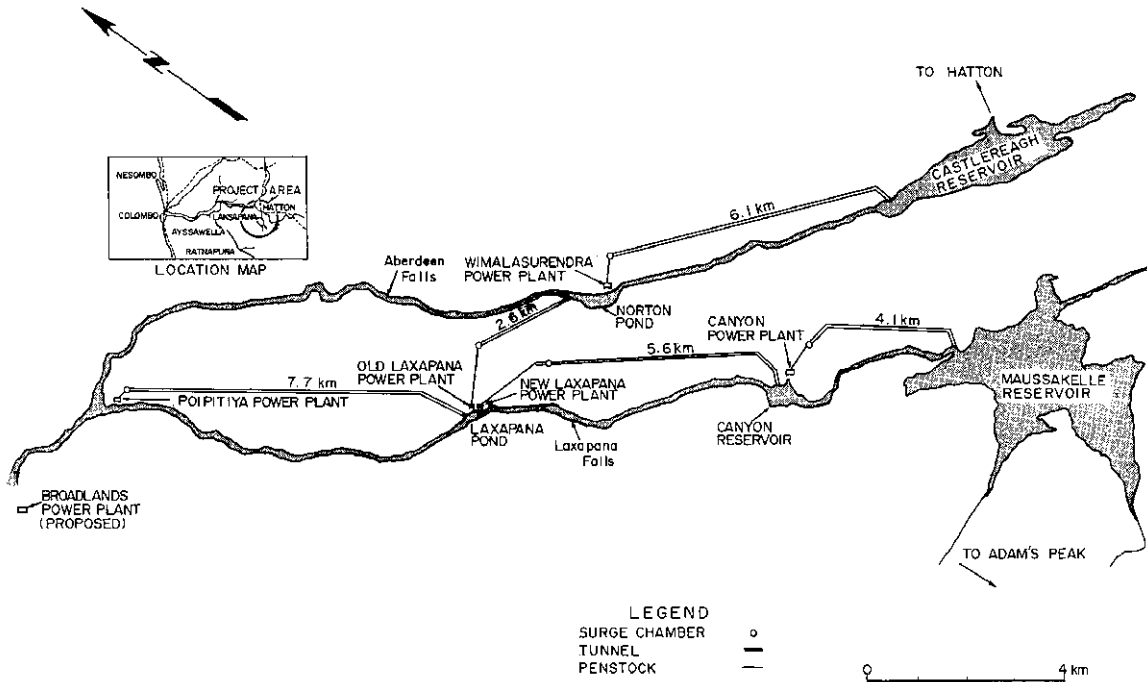 N
TO HATTON
CASTLEREAGH
RESERVOIR
NESOMBO
PROJECT AREA
COLOMBO
LAKSAPANA
HATTON
AYSSAWELLA
RATNAPURA
LOCATION MAP
6.1 km
Aberdeen
Falls
WIMALASURENDRA
POWER PLANT
NORTON
POND
2.6 km
CANYON
POWER PLANT
4.1 km
OLD LAXAPANA
POWER PLANT
5.6 km
MAUSSAKELLE
RESERVOIR
7.7 km
NEW LAXAPANA
POWER PLANT
POIPITIYA POWER PLANT
LAXAPANA
POND
CANYON
RESERVOIR
Laxapana
Falls
BROADLANDS
POWER PLANT
(PROPOSED)
TO ADAM'S PEAK
LEGEND
SURGE CHAMBER
TUNNEL
PENSTOCK
0 4 km